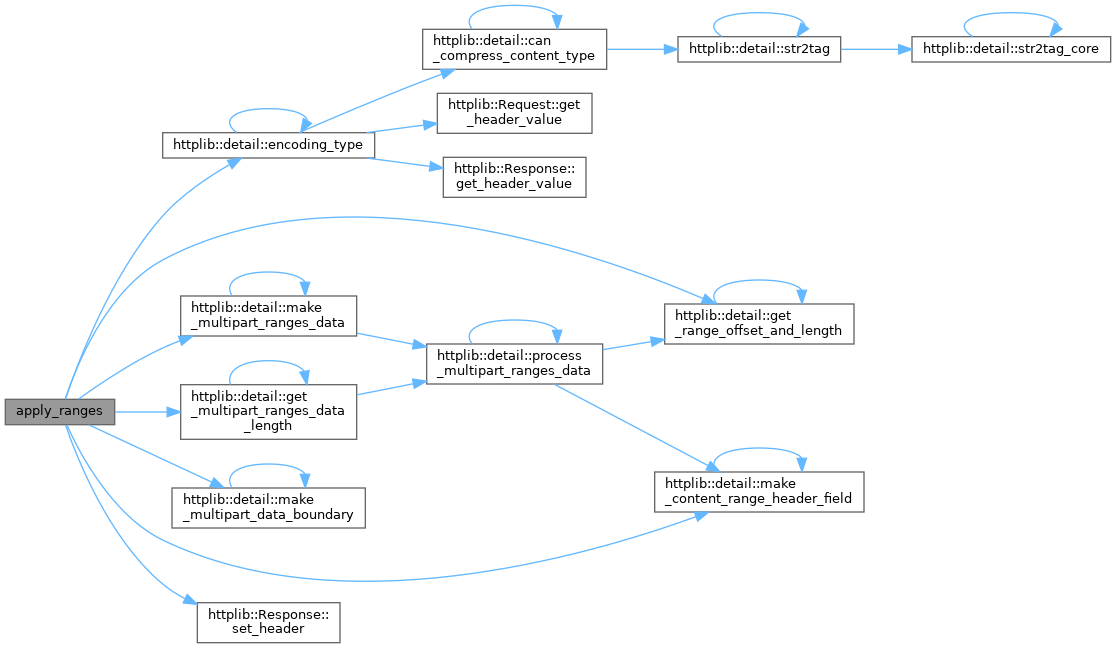 httplib::detail::can
_compress_content_type
httplib::detail::str2tag
httplib::detail::str2tag_core
httplib::Request::get
_header_value
httplib::detail::encoding_type
httplib::Response::
get_header_value
httplib::detail::make
_multipart_ranges_data
httplib::detail::get
_range_offset_and_length
httplib::detail::process
_multipart_ranges_data
httplib::detail::get
_multipart_ranges_data
_length
apply_ranges
httplib::detail::make
_content_range_header_field
httplib::detail::make
_multipart_data_boundary
httplib::Response::
set_header